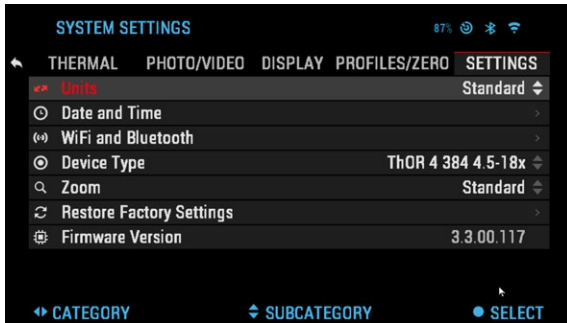 SYSTEM SETTINGS 87%
THERMAL PHOTO/VIDEO DISPLAY PROFILES/ZERO SETTINGS
Units Standard
Date and Time
WiFi and Bluetooth
Device Type ThOR 4 384 4.5-18x
Zoom Standard
Restore Factory Settings
Firmware Version 3.3.00.117
CATEGORY SUBCATEGORY SELECT